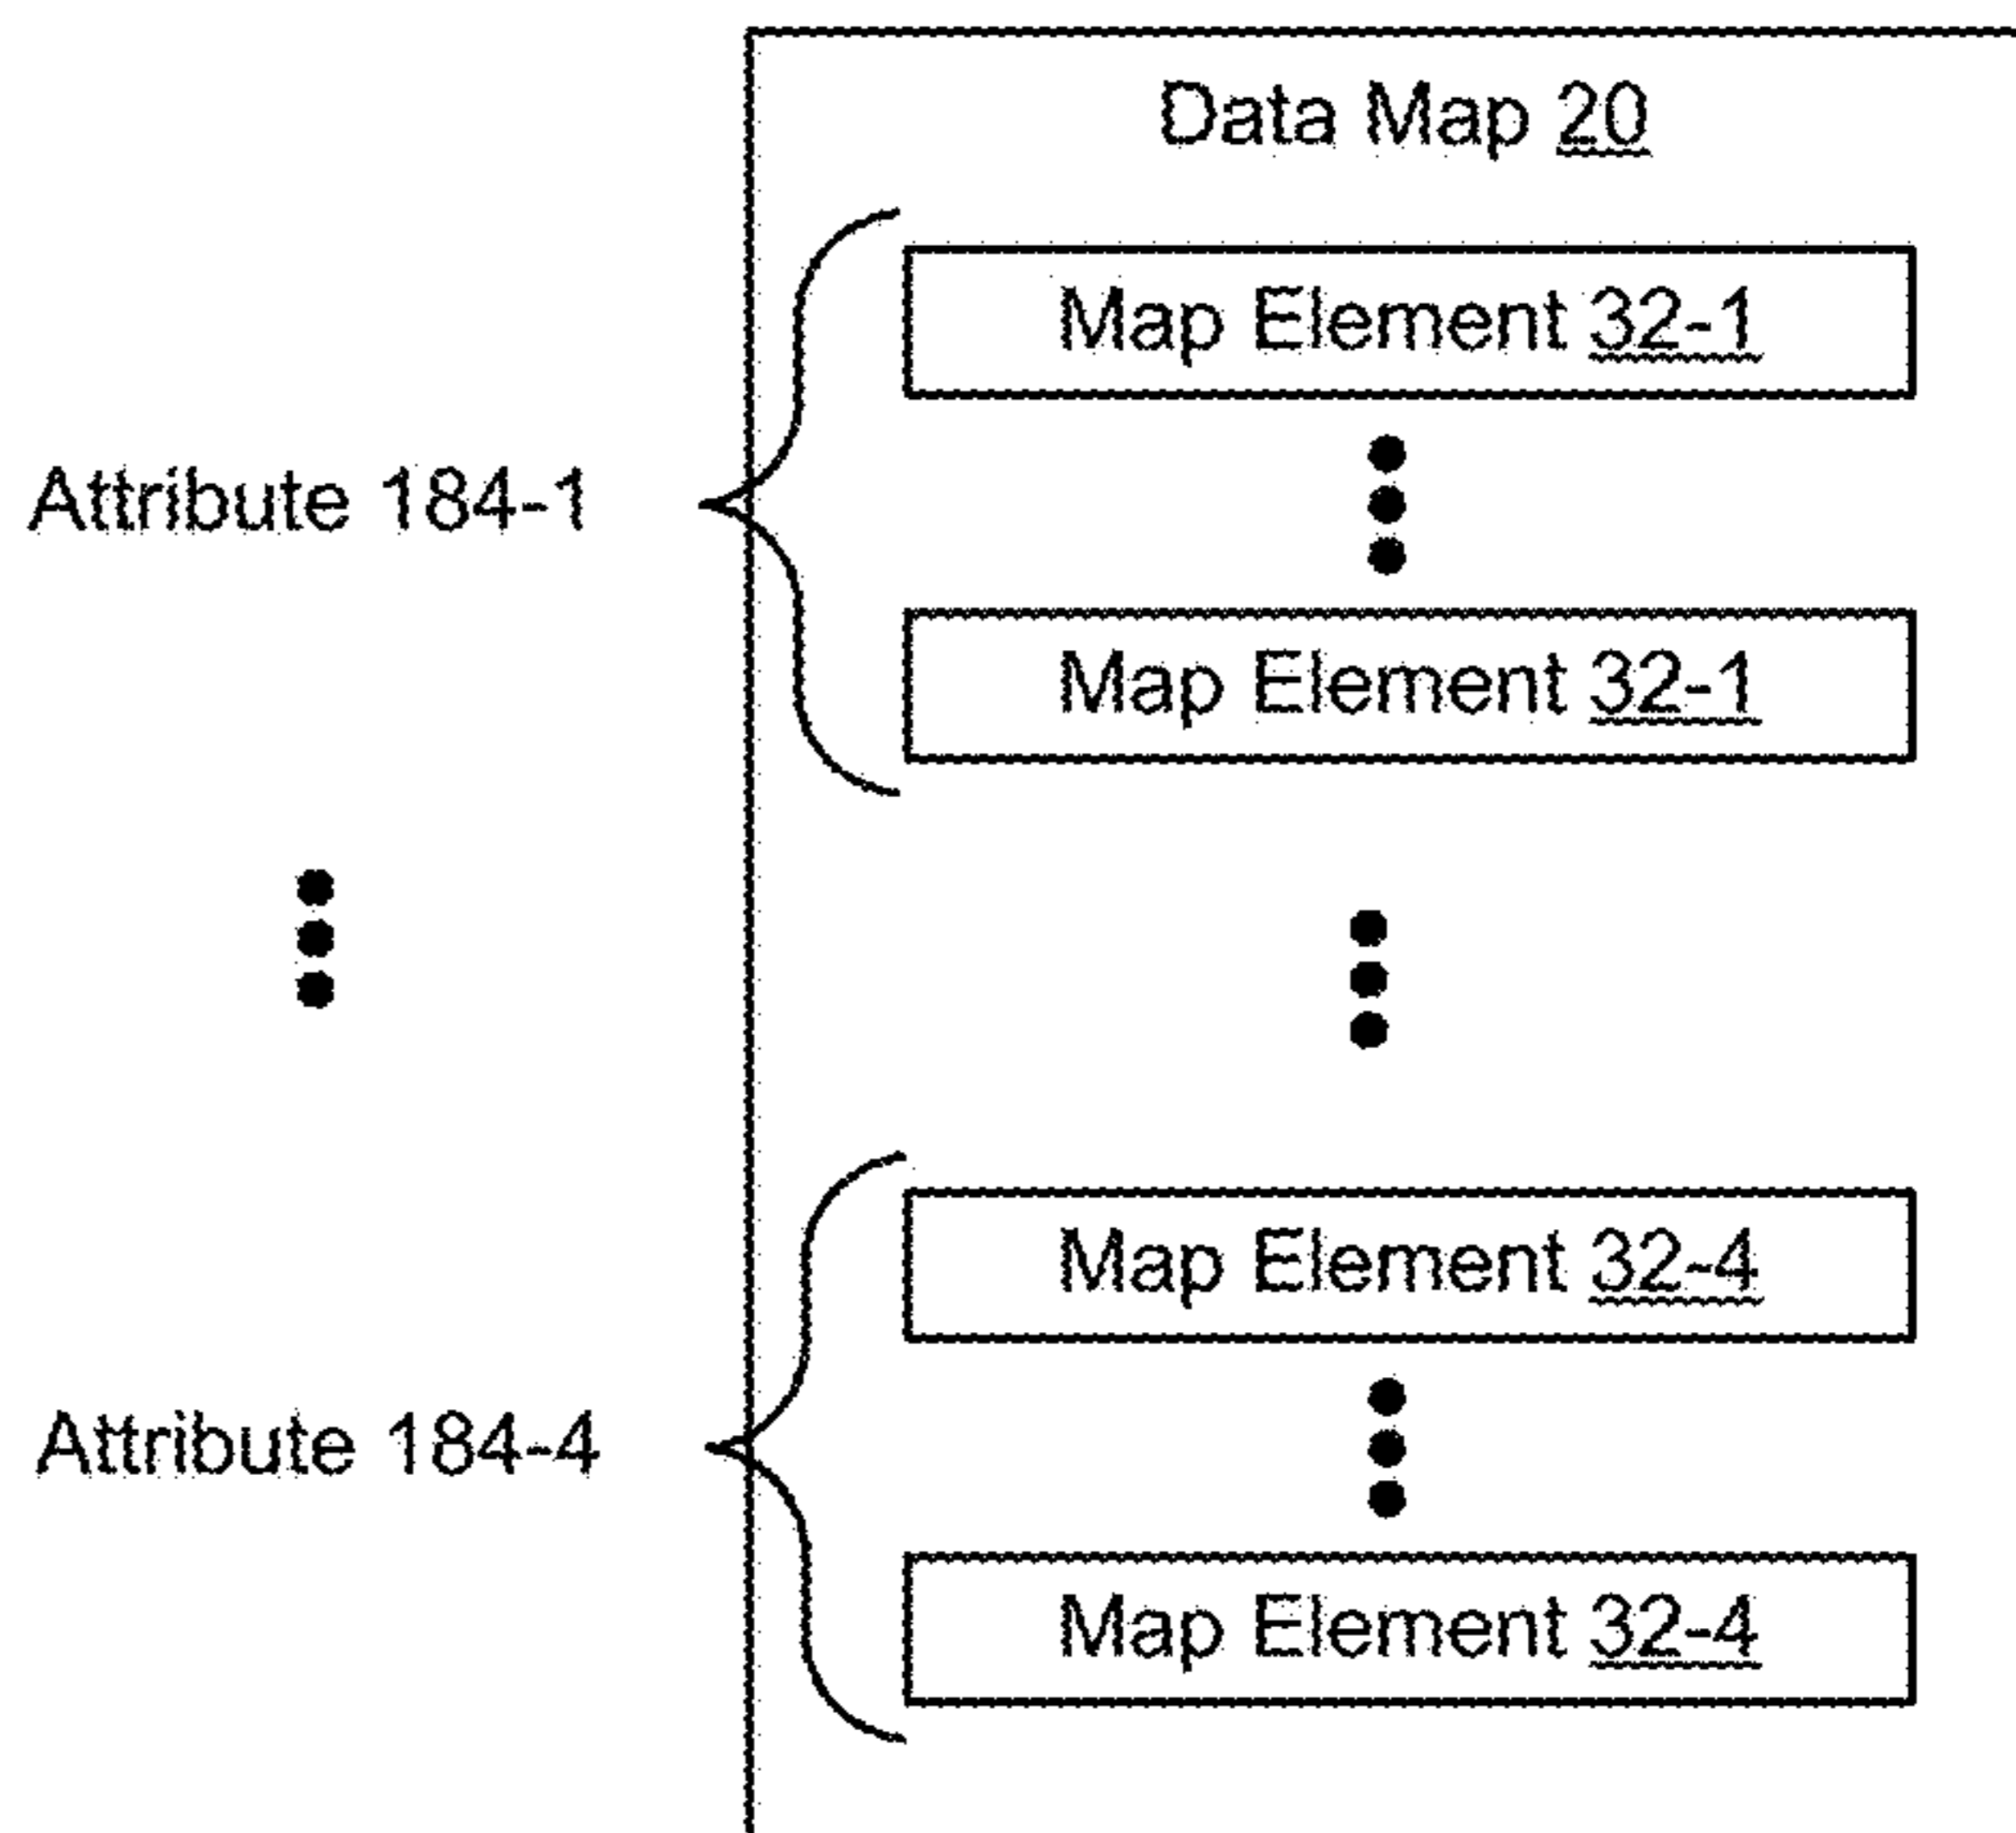 Data Map 20
Map Element 32-1
Attribute 184-1
Map Element 32-1
Map Element 32-4
Attribute 184-4
Map Element 32-4